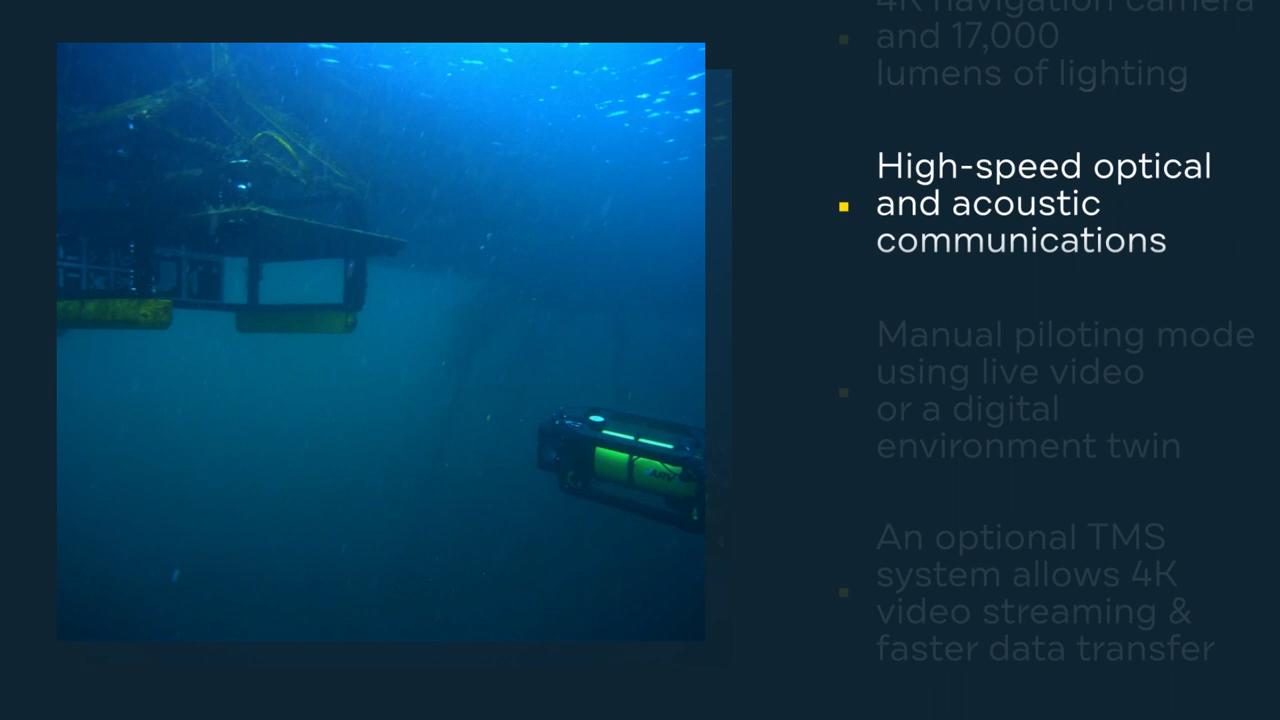 4K navigation camera
and 17,000
lumens of lighting
High-speed optical
and acoustic
communications
Manual piloting mode
using live video
or a digital
environment twin
An optional TMS
system allows 4K
video streaming &
faster data transfer